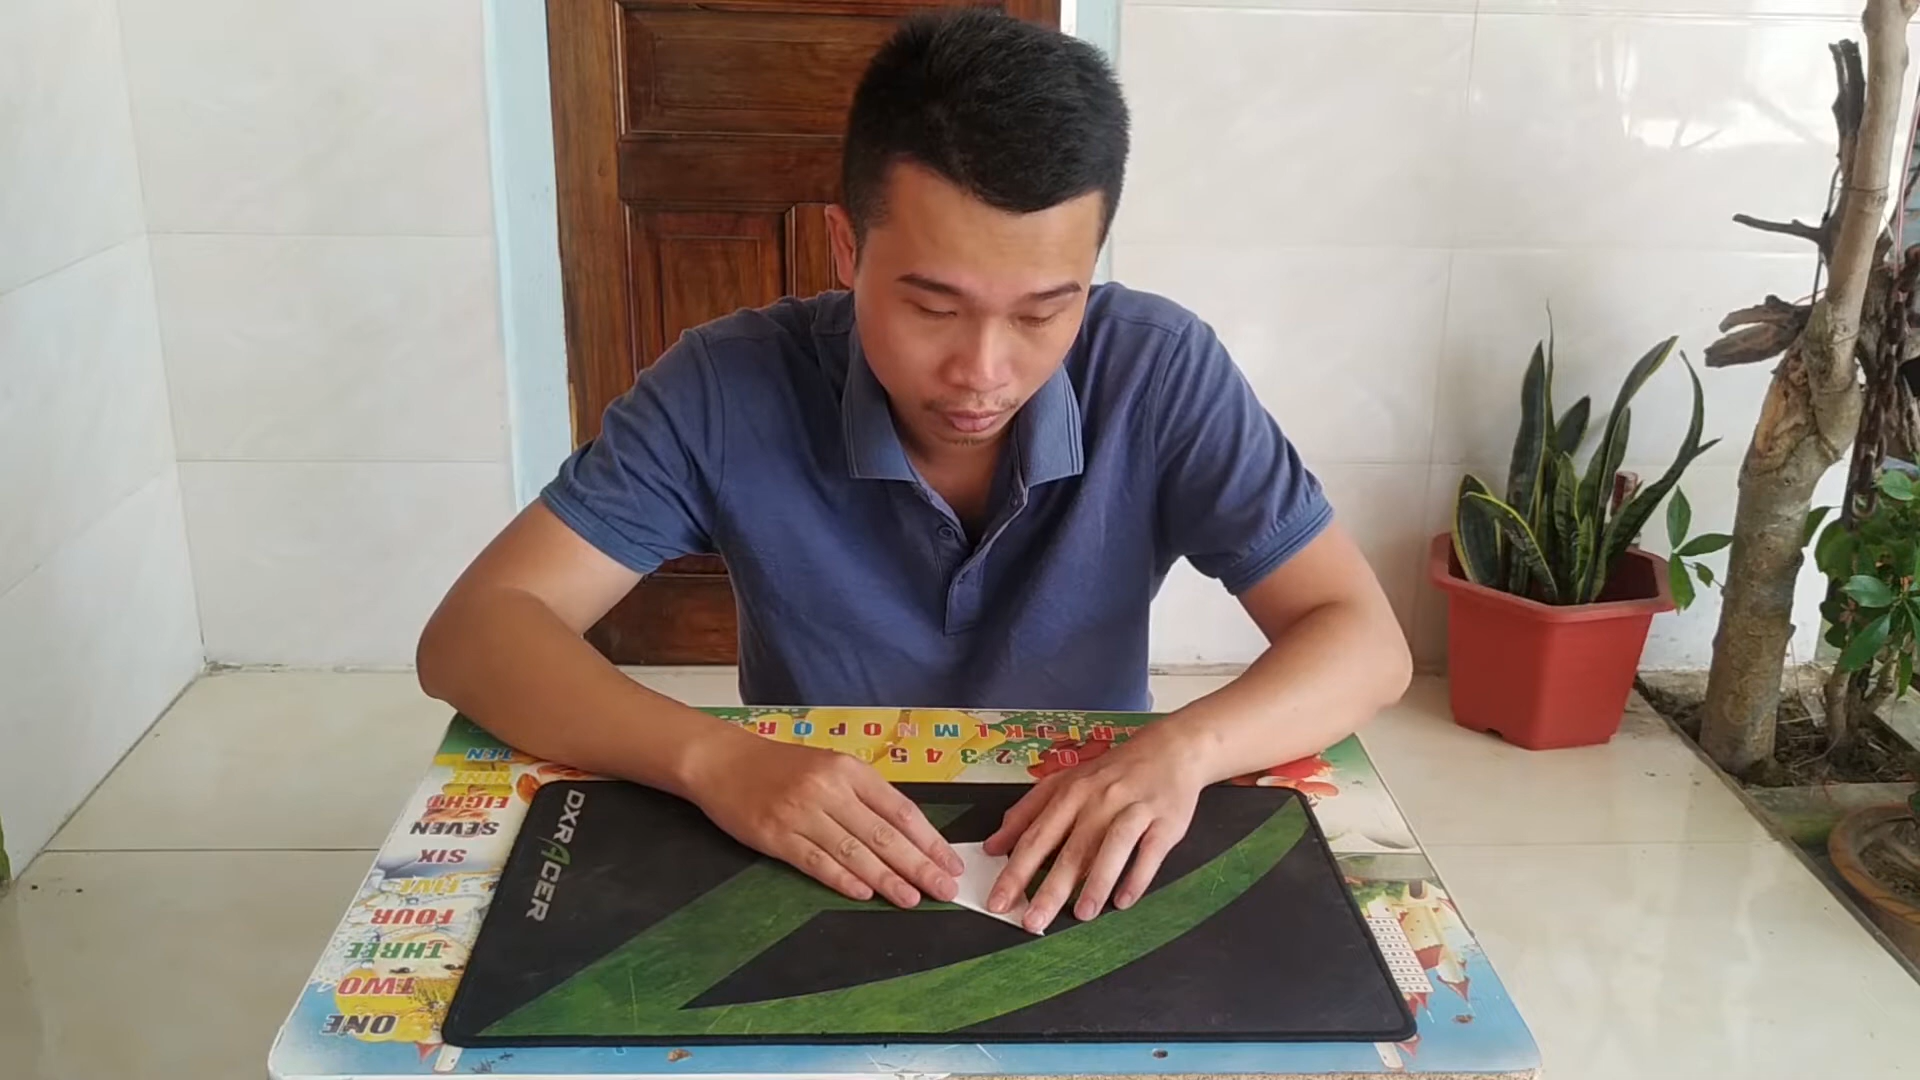 H I J K L M N O P Q R
0 1 2 3 4 5
TEN
NINE
EIGHT
SEVEN
SIX
FIVE
FOUR
THREE
TWO
ONE
DXRACER